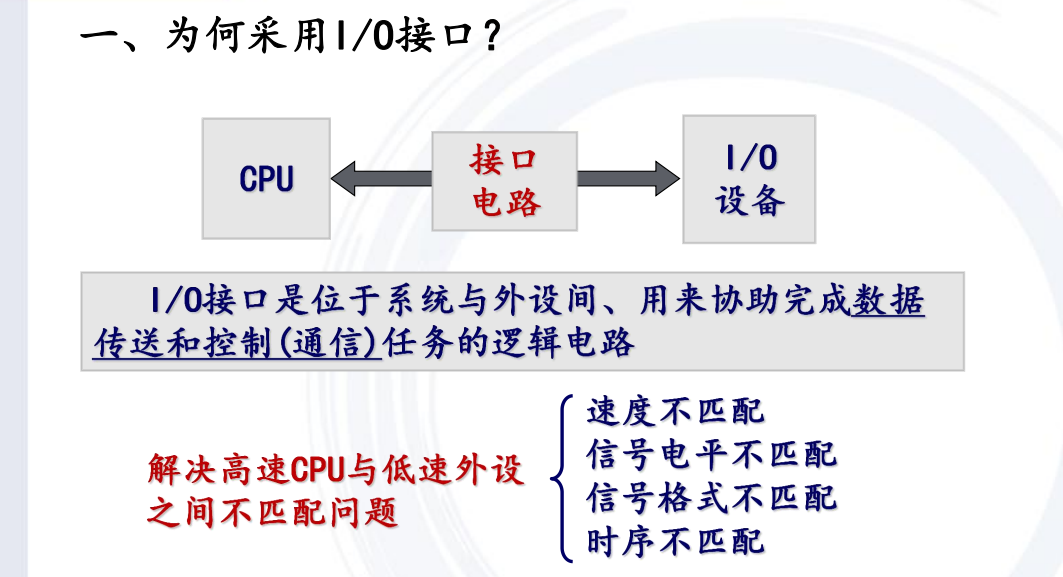 一、为何采用I/O接口?
CPU
接口
电路
I/O
设备
I/O接口是位于系统与外设间、用来协助完成数据
传送和控制(通信)任务的逻辑电路
解决高速CPU与低速外设
之间不匹配问题
速度不匹配
信号电平不匹配
信号格式不匹配
时序不匹配